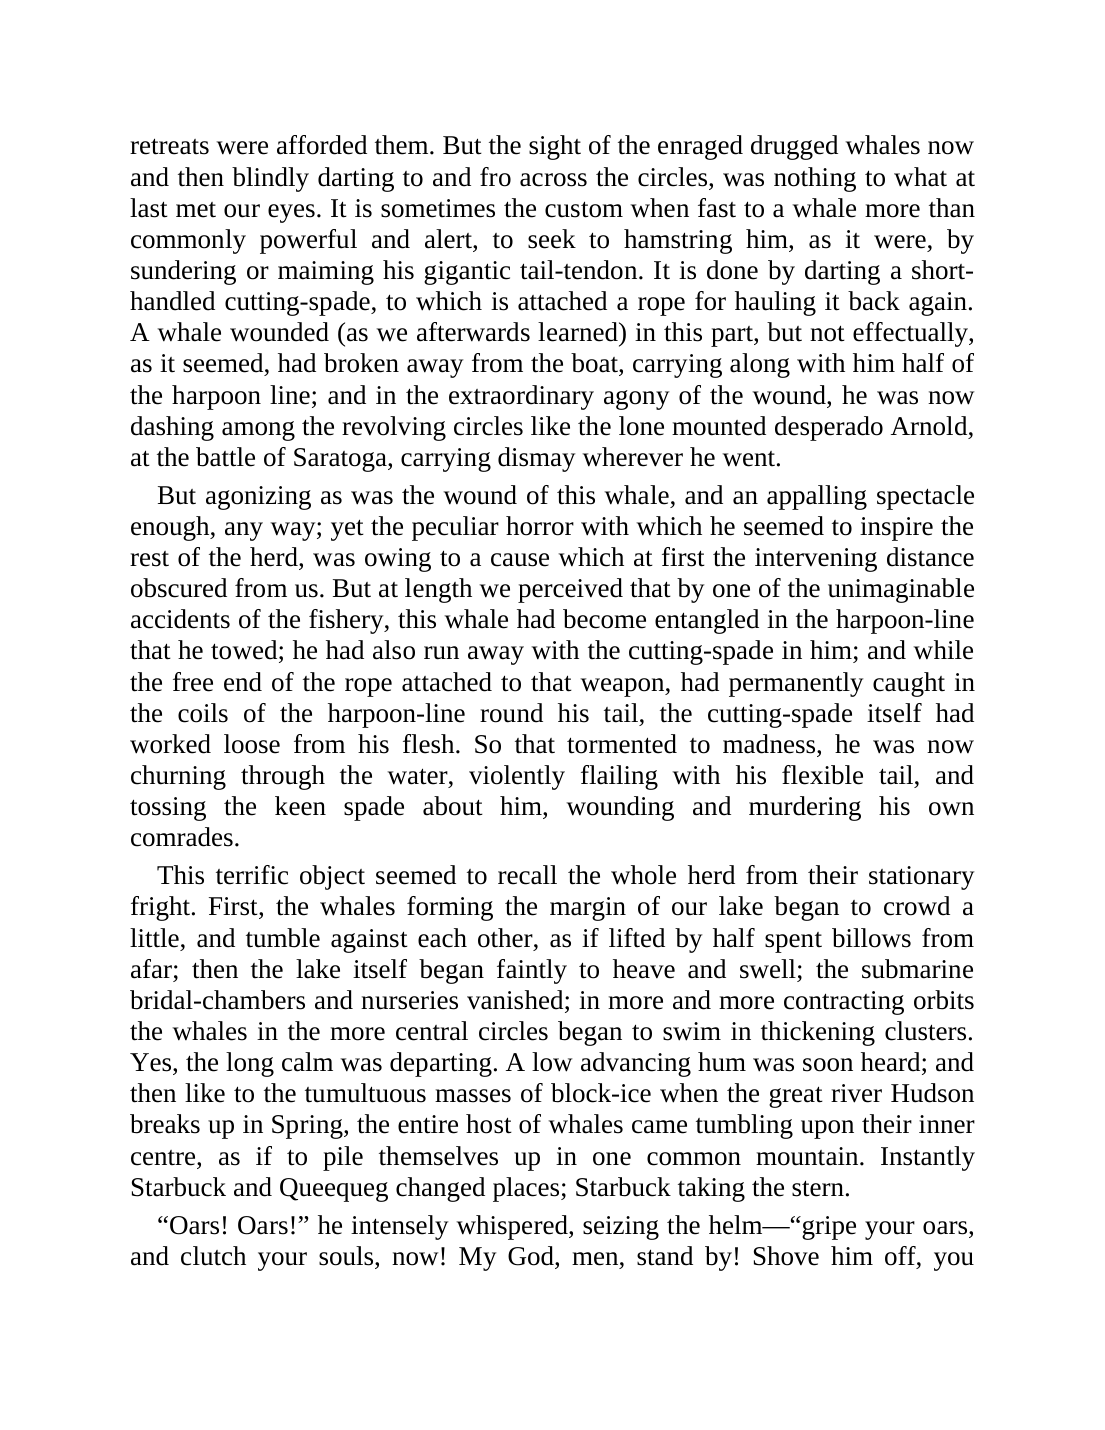 retreats were afforded them. But the sight of the enraged drugged whales now
and then blindly darting to and fro across the circles, was nothing to what at
last met our eyes. It is sometimes the custom when fast to a whale more than
commonly powerful and alert, to seek to hamstring him, as it were, by
sundering or maiming his gigantic tail-tendon. It is done by darting a short-
handled cutting-spade, to which is attached a rope for hauling it back again.
A whale wounded (as we afterwards learned) in this part, but not effectually,
as it seemed, had broken away from the boat, carrying along with him half of
the harpoon line; and in the extraordinary agony of the wound, he was now
dashing among the revolving circles like the lone mounted desperado Arnold,
at the battle of Saratoga, carrying dismay wherever he went.
But agonizing as was the wound of this whale, and an appalling spectacle
enough, any way; yet the peculiar horror with which he seemed to inspire the
rest of the herd, was owing to a cause which at first the intervening distance
obscured from us. But at length we perceived that by one of the unimaginable
accidents of the fishery, this whale had become entangled in the harpoon-line
that he towed; he had also run away with the cutting-spade in him; and while
the free end of the rope attached to that weapon, had permanently caught in
the coils of the harpoon-line round his tail, the cutting-spade itself had
worked loose from his flesh. So that tormented to madness, he was now
churning through the water, violently flailing with his flexible tail, and
tossing the keen spade about him, wounding and murdering his own
comrades.
This terrific object seemed to recall the whole herd from their stationary
fright. First, the whales forming the margin of our lake began to crowd a
little, and tumble against each other, as if lifted by half spent billows from
afar; then the lake itself began faintly to heave and swell; the submarine
bridal-chambers and nurseries vanished; in more and more contracting orbits
the whales in the more central circles began to swim in thickening clusters.
Yes, the long calm was departing. A low advancing hum was soon heard; and
then like to the tumultuous masses of block-ice when the great river Hudson
breaks up in Spring, the entire host of whales came tumbling upon their inner
centre, as if to pile themselves up in one common mountain. Instantly
Starbuck and Queequeg changed places; Starbuck taking the stern.
“Oars! Oars!” he intensely whispered, seizing the helm—“gripe your oars,
and clutch your souls, now! My God, men, stand by! Shove him off, you